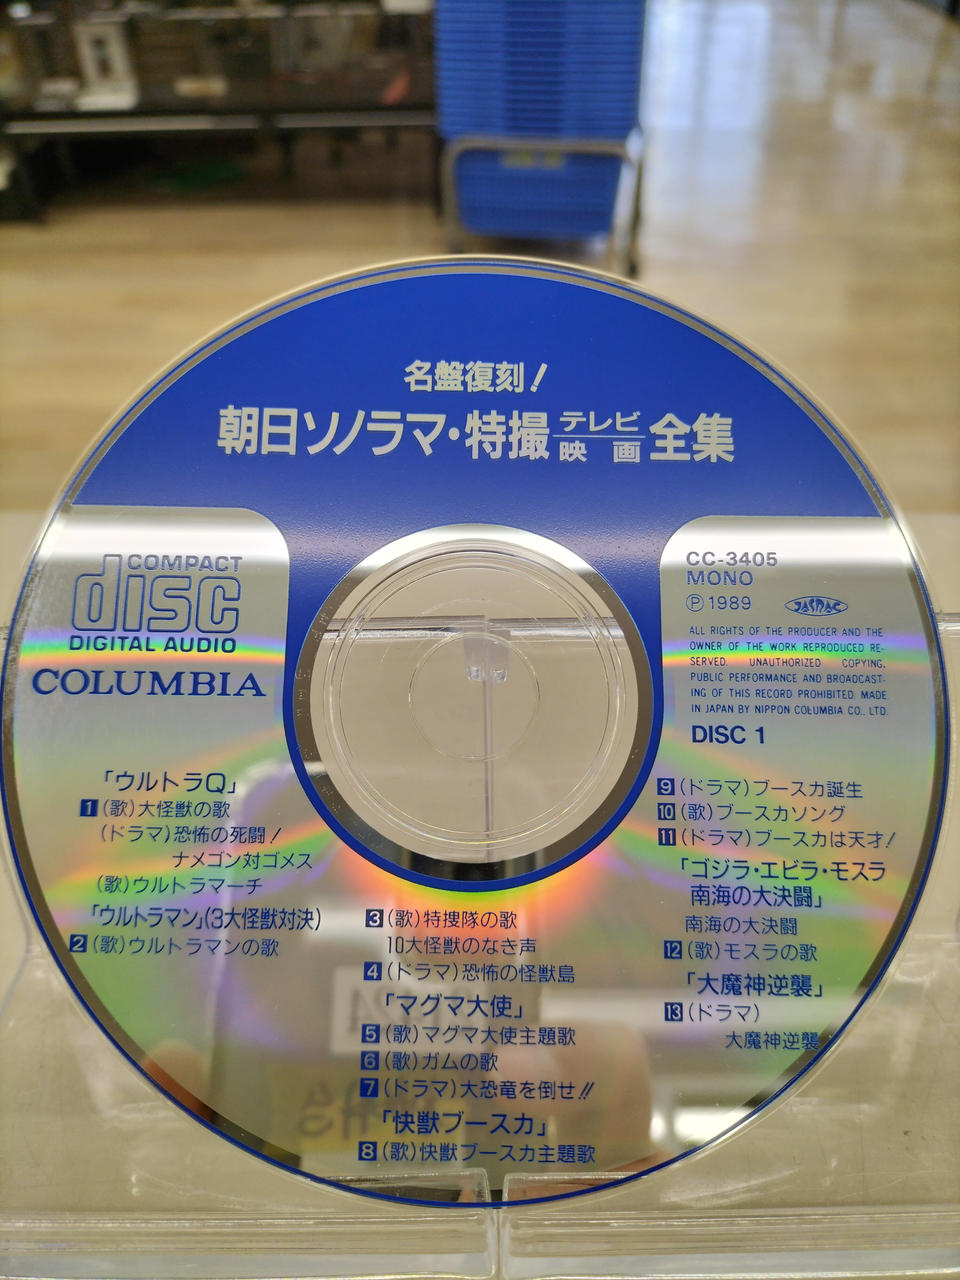 名盤復刻!
朝日ソノラマ・特撮テレビ映画全集
COMPACT
disc
DIGITAL AUDIO
COLUMBIA
CC-3405
MONO
Ⓟ1989 JASRAC
ALL RIGHTS OF THE PRODUCER AND THE
OWNER OF THE WORK REPRODUCED RE-
SERVED. UNAUTHORIZED COPYING,
PUBLIC PERFORMANCE AND BROADCAST-
ING OF THIS RECORD PROHIBITED. MADE
IN JAPAN BY NIPPON COLUMBIA CO., LTD.
DISC 1
「ウルトラQ」
1(歌)大怪獣の歌
(ドラマ)恐怖の死闘!
ナメゴン対ゴメス
(歌)ウルトラマーチ
「ウルトラマン」(3大怪獣対決)
2(歌)ウルトラマンの歌
3(歌)特捜隊の歌
10大怪獣のなき声
4(ドラマ)恐怖の怪獣島
「マグマ大使」
5(歌)マグマ大使主題歌
6(歌)ガムの歌
7(ドラマ)大恐竜を倒せ!!
「快獣ブースカ」
8(歌)快獣ブースカ主題歌
9(ドラマ)ブースカ誕生
10(歌)ブースカソング
11(ドラマ)ブースカは天才!
「ゴジラ・エビラ・モスラ
南海の大決闘」
南海の大決闘
12(歌)モスラの歌
「大魔神逆襲」
13(ドラマ)
大魔神逆襲